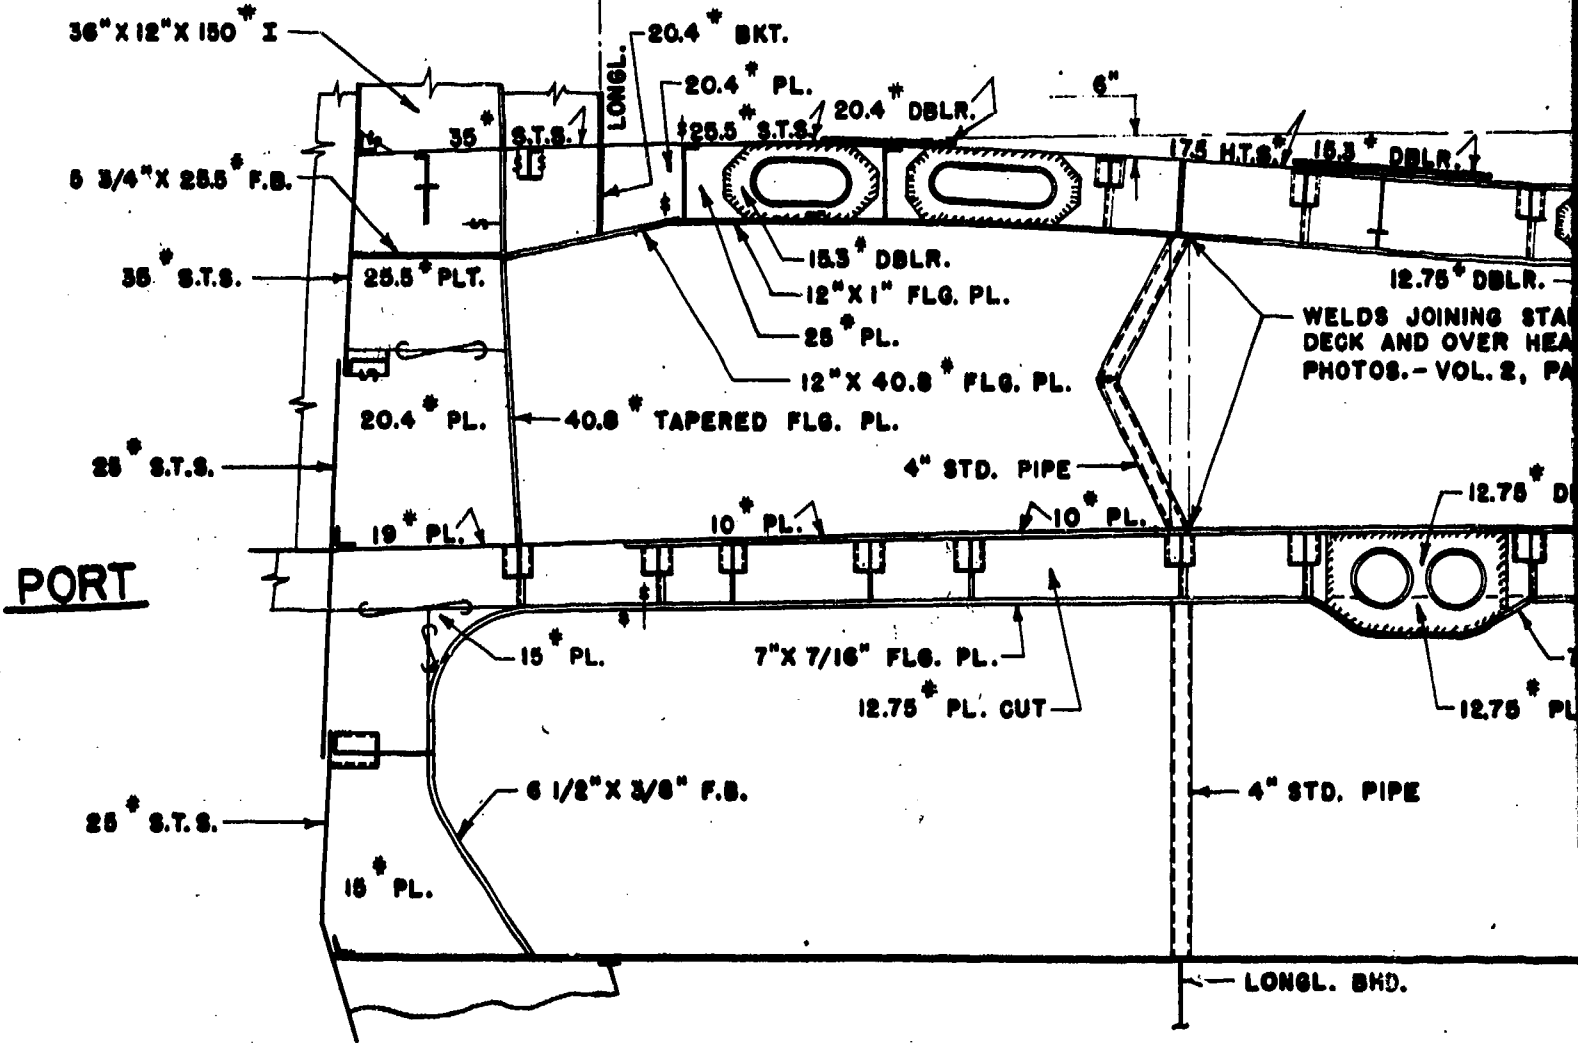 36" X 12" X 150# I
20.4# BKT.
LONGL.
20.4# PL.
20.4# DBLR.
6"
35# S.T.S.
25.5# S.T.S.
17.5 H.T.S.#
15.3# DBLR.
5 3/4" X 25.5# F.B.
15.3# DBLR.
35# S.T.S.
25.5# PLT.
12" X 1" FLG. PL.
12.75# DBLR.
25# PL.
WELDS JOINING STA
DECK AND OVER HEA
PHOTOS.- VOL. 2, PA
12" X 40.8# FLG. PL.
20.4# PL.
40.8# TAPERED FLG. PL.
25# S.T.S.
4" STD. PIPE
12.75# D
19# PL.
10# PL.
10# PL.
PORT
15# PL.
7" X 7/16" FLG. PL.
12.75# PL. CUT
12.75# PL
6 1/2" X 3/8" F.B.
4" STD. PIPE
25# S.T.S.
15# PL.
LONGL. BHD.